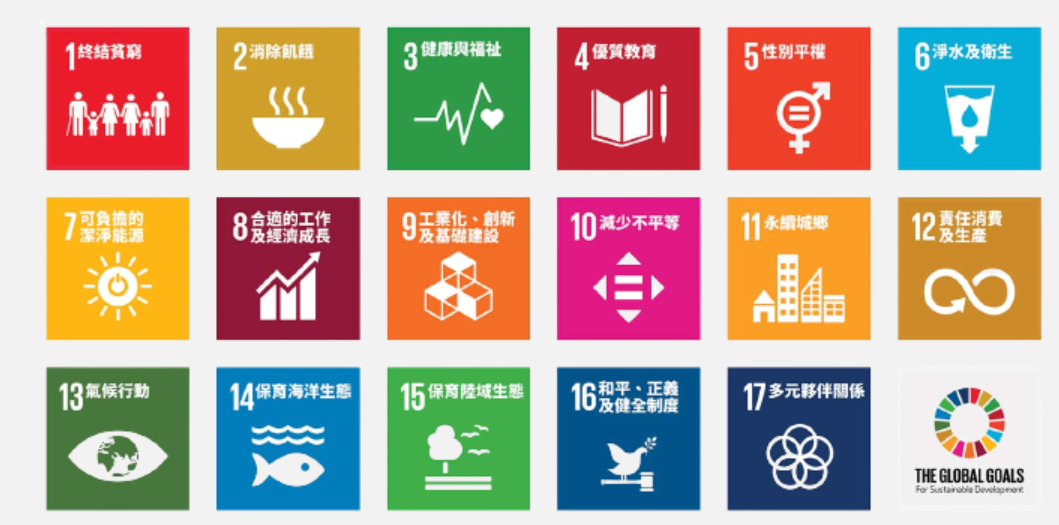 1 終結貧窮
2 消除飢餓
3 健康與福祉
4 優質教育
5 性別平權
6 淨水及衛生
7 可負擔的
潔淨能源
8 合適的工作
及經濟成長
9 工業化、創新
及基礎建設
10 減少不平等
11 永續城鄉
12 責任消費
及生產
13 氣候行動
14 保育海洋生態
15 保育陸域生態
16 和平、正義
及健全制度
17 多元夥伴關係
THE GLOBAL GOALS
For Sustainable Development